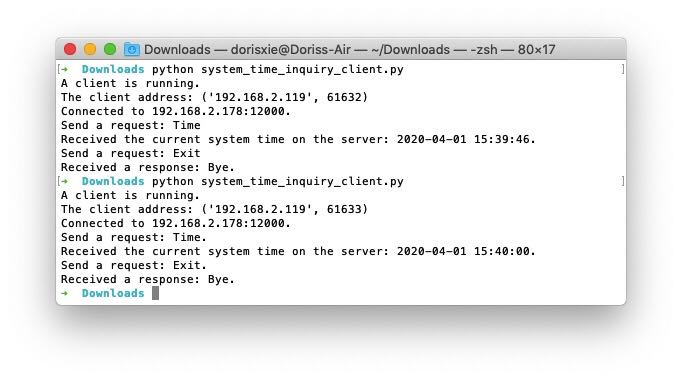 Downloads — dorisxie@Doriss-Air — ~/Downloads — -zsh — 80×17
[➜  Downloads python system_time_inquiry_client.py ]
A client is running.
The client address: ('192.168.2.119', 61632)
Connected to 192.168.2.178:12000.
Send a request: Time
Received the current system time on the server: 2020-04-01 15:39:46.
Send a request: Exit
Received a response: Bye.
[➜  Downloads python system_time_inquiry_client.py ]
A client is running.
The client address: ('192.168.2.119', 61633)
Connected to 192.168.2.178:12000.
Send a request: Time.
Received the current system time on the server: 2020-04-01 15:40:00.
Send a request: Exit.
Received a response: Bye.
➜  Downloads